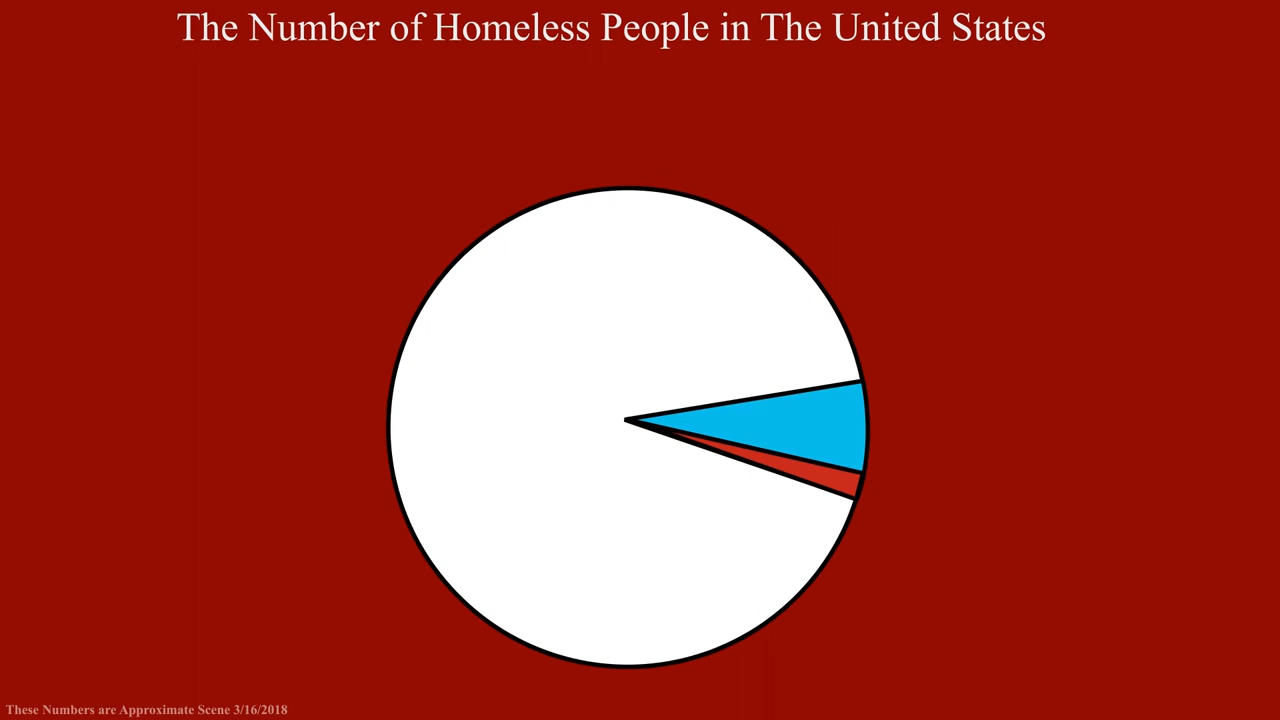 The Number of Homeless People in The United States
These Numbers are Approximate Scene 3/16/2018